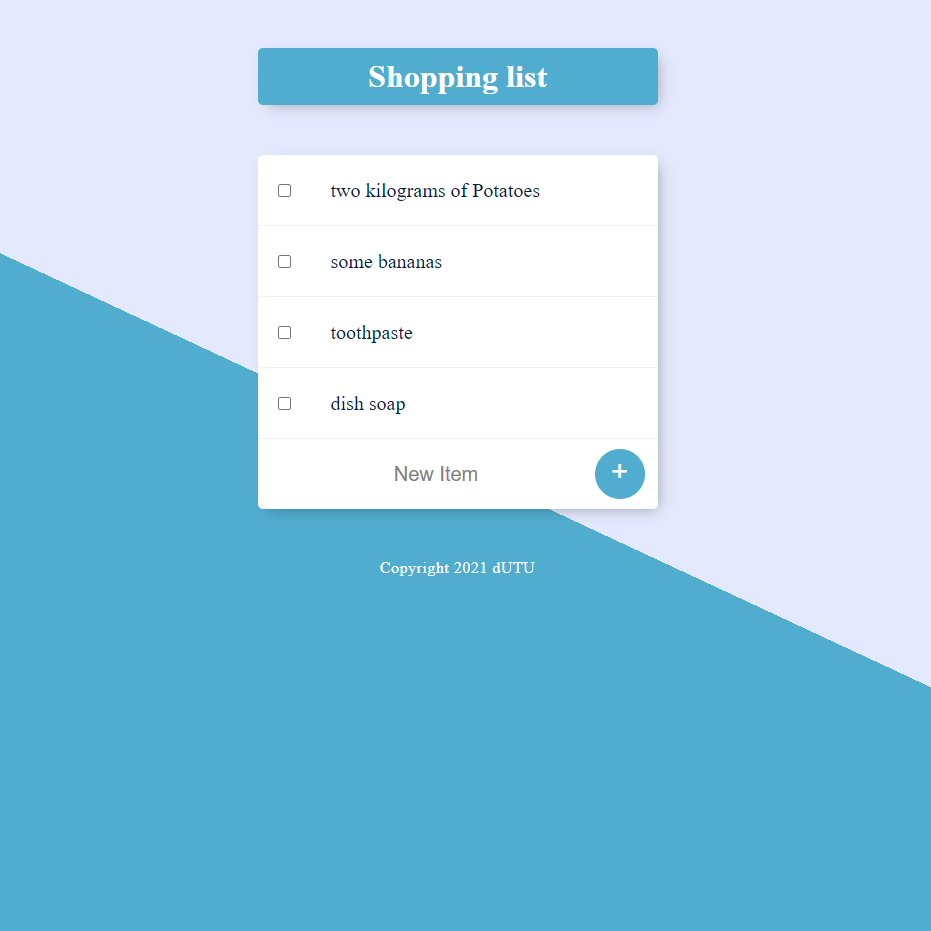 Shopping list
two kilograms of Potatoes
some bananas
toothpaste
dish soap
New Item
+
Copyright 2021 dUTU